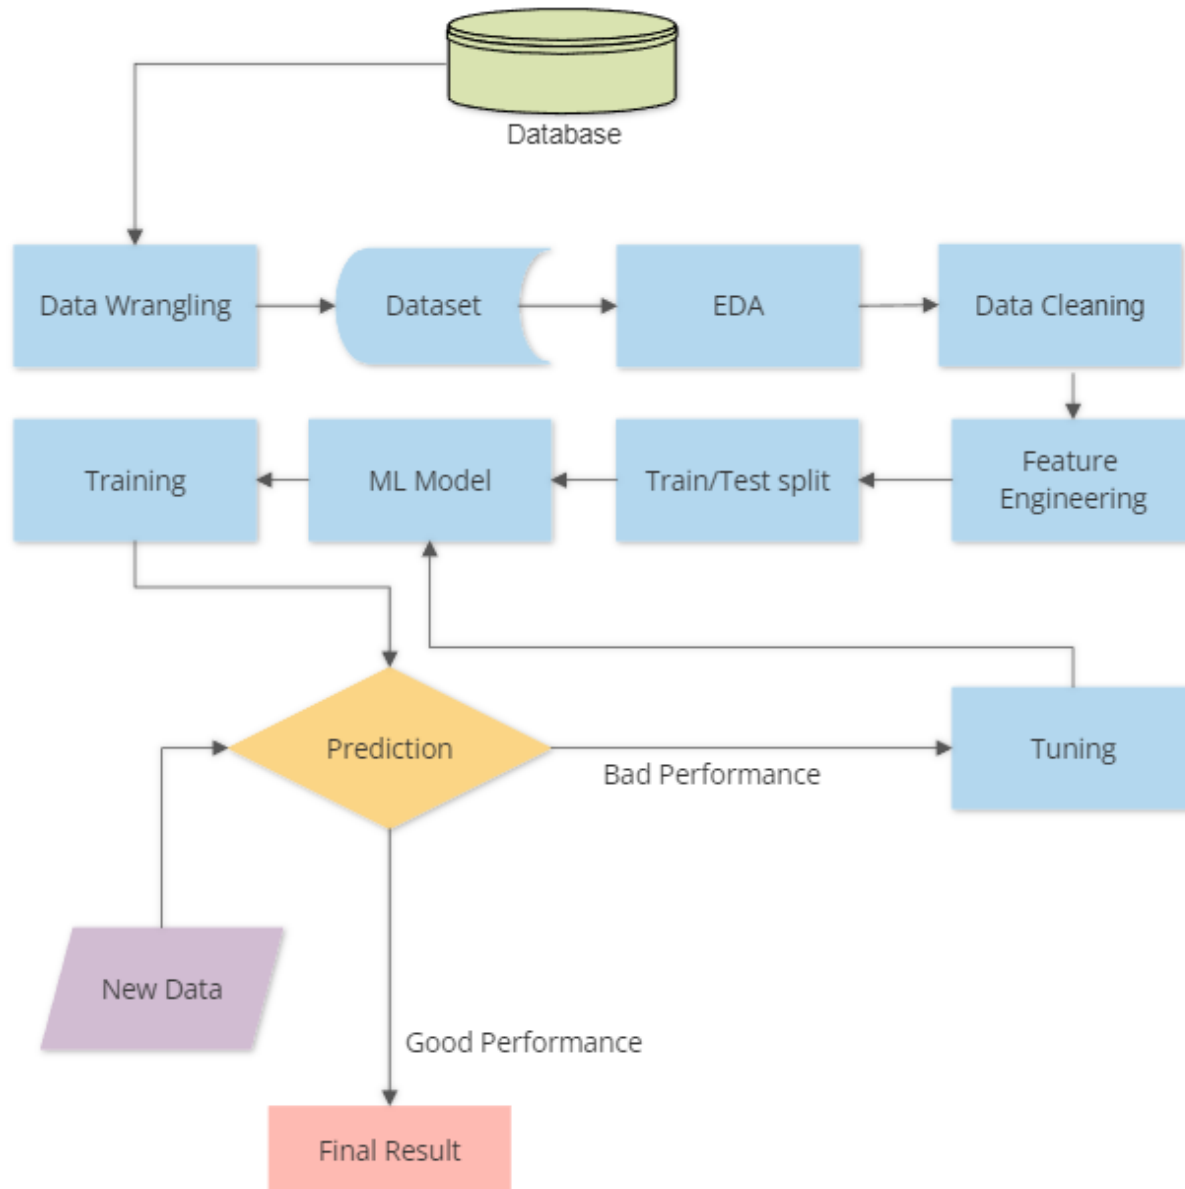 Database
Data Wrangling
Dataset
EDA
Data Cleaning
Training
ML Model
Train/Test split
Feature
Engineering
Prediction
Bad Performance
Tuning
New Data
Good Performance
Final Result